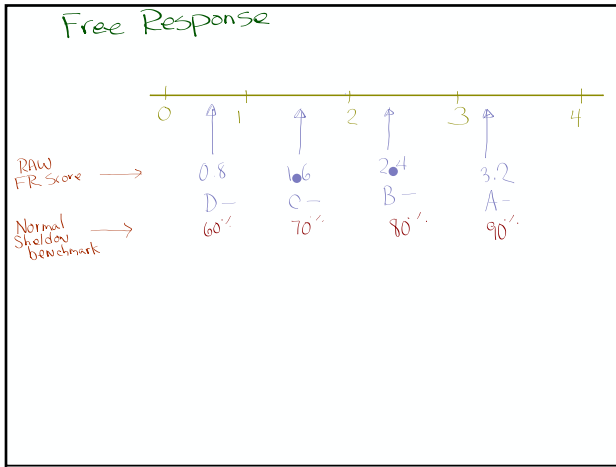 Free Response
0 1 2 3 4
RAW FR Score → 0.8 1.6 2.4 3.2
D- C- B- A-
Normal Sheldon benchmark → 60% 70% 80% 90%